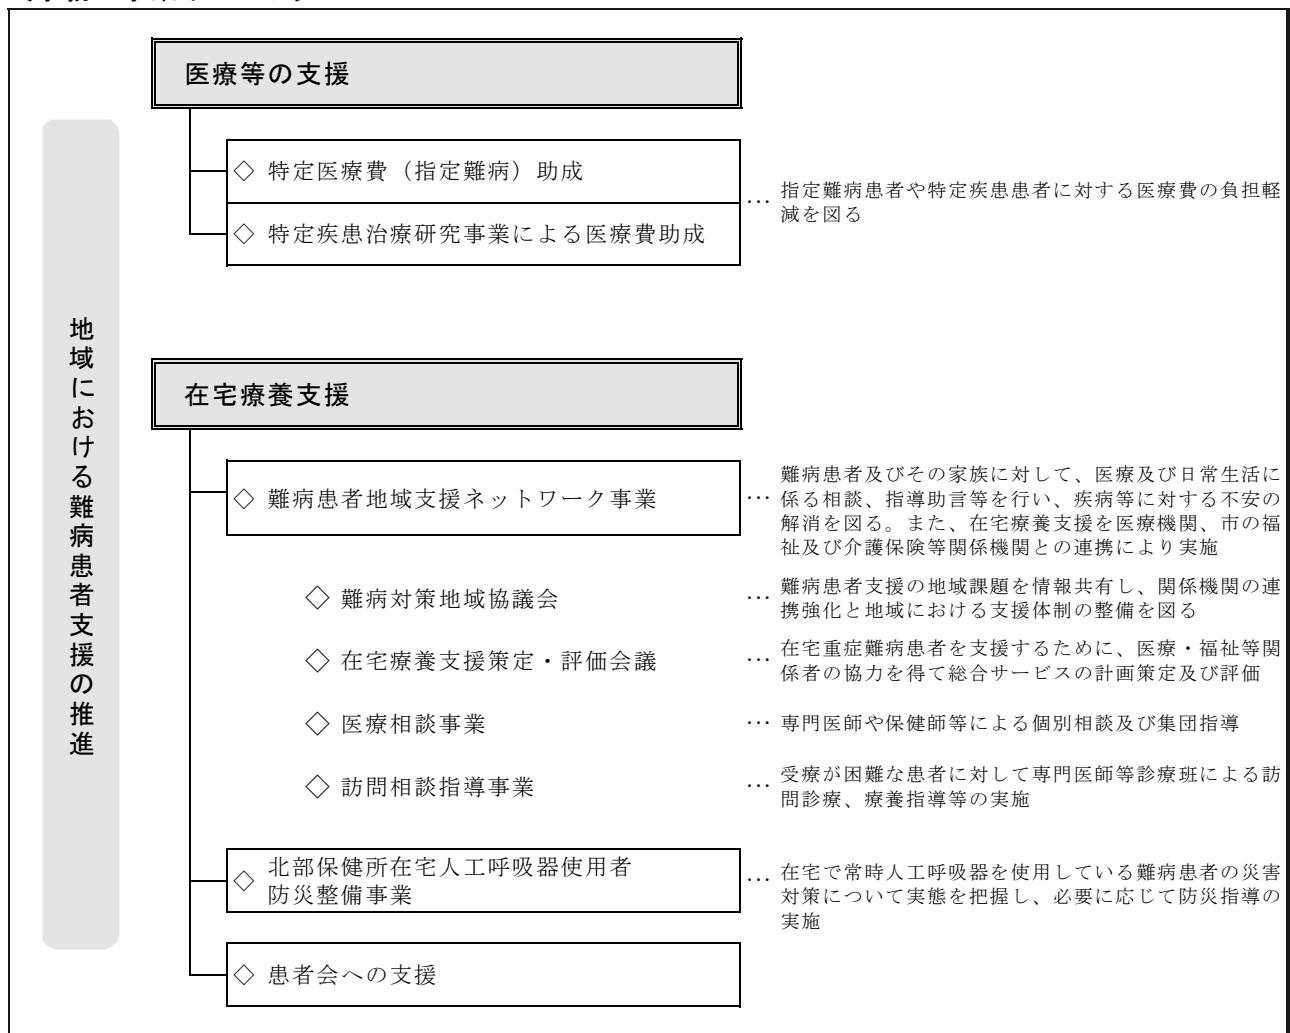 医療等の支援
◇ 特定医療費（指定難病）助成
◇ 特定疾患治療研究事業による医療費助成
… 指定難病患者や特定疾患患者に対する医療費の負担軽
減を図る
地域における難病患者支援の推進
在宅療養支援
◇ 難病患者地域支援ネットワーク事業
難病患者及びその家族に対して、医療及び日常生活に
… 係る相談、指導助言等を行い、疾病等に対する不安の
解消を図る。また、在宅療養支援を医療機関、市の福
祉及び介護保険等関係機関との連携により実施
◇ 難病対策地域協議会
… 難病患者支援の地域課題を情報共有し、関係機関の連
携強化と地域における支援体制の整備を図る
◇ 在宅療養支援策定・評価会議
… 在宅重症難病患者を支援するために、医療・福祉等関
係者の協力を得て総合サービスの計画策定及び評価
◇ 医療相談事業
… 専門医師や保健師等による個別相談及び集団指導
◇ 訪問相談指導事業
… 受療が困難な患者に対して専門医師等診療班による訪
問診療、療養指導等の実施
◇ 北部保健所在宅人工呼吸器使用者
防災整備事業
… 在宅で常時人工呼吸器を使用している難病患者の災害
対策について実態を把握し、必要に応じて防災指導の
実施
◇ 患者会への支援